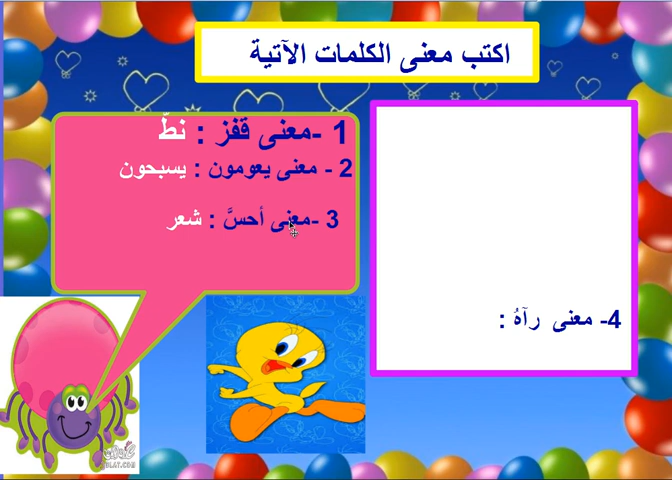 اكتب معنى الكلمات الآتية
1 -معنى قفز : نطّ
2 - معنى يعومون : يسبحون
3 -معنى أحسَّ : شعر
4- معنى رآهُ :